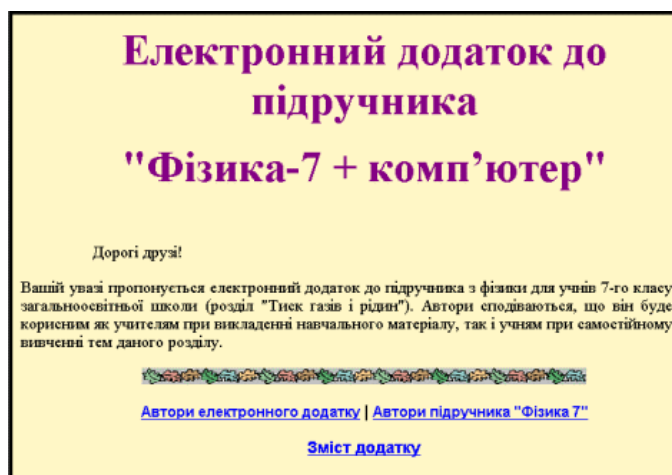 Електронний додаток до
підручника
"Фізика-7 + комп’ютер"
Дорогі друзі!
Вашій увазі пропонується електронний додаток до підручника з фізики для учнів 7-го класу
загальноосвітньої школи (розділ "Тиск газів і рідин"). Автори сподіваються, що він буде
корисним як учителям при викладенні навчального матеріалу, так і учням при самостійному
вивченні тем даного розділу.
Автори електронного додатку | Автори підручника "Фізика 7"
Зміст додатку